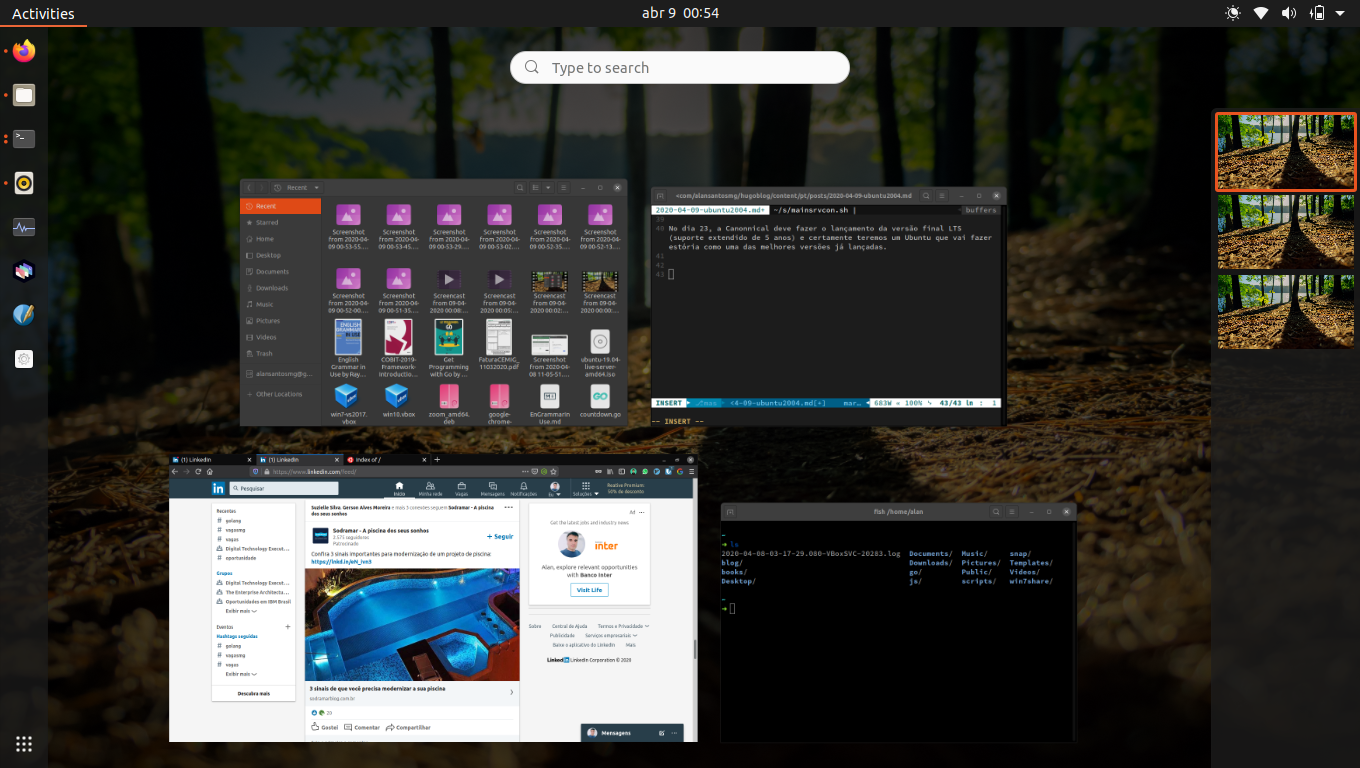 Activities
abr 9 00:54
Type to search
Recent
Recent
Starred
Home
Desktop
Documents
Downloads
Music
Pictures
Videos
Trash
alansantosmg@g...
Other Locations
Screenshot from 2020-04-09 00-53-55....
Screenshot from 2020-04-09 00-53-45....
Screenshot from 2020-04-09 00-53-29....
Screenshot from 2020-04-09 00-53-02....
Screenshot from 2020-04-09 00-52-35....
Screenshot from 2020-04-09 00-52-13....
Screenshot from 2020-04-09 00-52-00....
Screenshot from 2020-04-09 00-51-35....
Screencast from 09-04-2020 00:08:...
Screencast from 09-04-2020 00:05:...
Screencast from 09-04-2020 00:02:...
Screencast from 09-04-2020 00:00:...
English Grammar in Use by Ray...
COBIT-2019-Framework-Introductio...
Get Programming with Go by ...
FaturaCEMIG_11032020.pdf
Screenshot from 2020-04-08 11-05-51....
ubuntu-19.04-live-server-amd64.iso
win7-vs2017.vbox
win10.vbox
zoom_amd64.deb
google-chrome-
EnGrammarInUse.md
countdown.go
<com/alansantosmg/hugoblog/content/pt/posts/2020-04-09-ubuntu2004.md
2020-04-09-ubuntu2004.md+ ~/s/mainsrvcon.sh | buffers
39
40 No dia 23, a Canonnical deve fazer o lançamento da versão final LTS
(suporte extendido de 5 anos) e certamente teremos um Ubuntu que vai fazer
estória como uma das melhores versões já lançadas.
41
42
43
INSERT <4-09-ubuntu2004.md[+] mar… 683W = 100% 43/43 ln : 1
-- INSERT --
(1) LinkedIn
(1) LinkedIn
Index of /
https://www.linkedin.com/feed/
in
Pesquisar
Início
Minha rede
Vagas
Mensagens
Notificações
Eu
Soluções
Reative Premium:
50% de desconto
Recentes
# golang
# vagasmg
Digital Technology Execut...
# oportunidade
Grupos
Digital Technology Execut...
The Enterprise Architectu...
Oportunidades em IBM Brasil
Exibir mais
Eventos +
Hashtags seguidas
# golang
# vagasmg
# vagas
Exibir mais
Descubra mais
Suzielle Silva, Gerson Alves Moreira e mais 5 conexões seguem Sodramar - A piscina
dos seus sonhos
Sodramar - A piscina dos seus sonhos
3.575 seguidores
Patrocinado
+ Seguir
Confira 3 sinais importantes para modernização de um projeto de piscina:
3 sinais de que você precisa modernizar a sua piscina
sodramarblog.com.br
20
Gostei
Comentar
Compartilhar
Ad ...
Get the latest jobs and industry news
inter
Alan, explore relevant opportunities
with Banco Inter
Visit Life
Sobre Central de Ajuda Termos e Privacidade
Publicidade Serviços empresariais
Baixe o aplicativo do LinkedIn Mais
LinkedIn LinkedIn Corporation © 2020
Mensagens
fish /home/alan
~
➜ ls
2020-04-08-03-17-29.080-VBoxSVC-20283.log Documents/ Music/ snap/
blog/ Downloads/ Pictures/ Templates/
books/ go/ Public/ Videos/
Desktop/ js/ scripts/ win7share/
~
➜